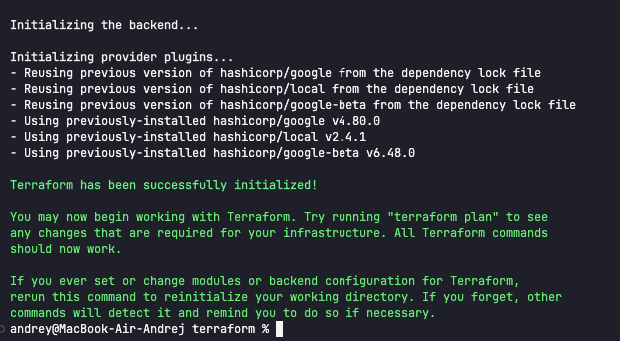 Initializing the backend...
Initializing provider plugins...
- Reusing previous version of hashicorp/google from the dependency lock file
- Reusing previous version of hashicorp/local from the dependency lock file
- Reusing previous version of hashicorp/google-beta from the dependency lock file
- Using previously-installed hashicorp/google v4.80.0
- Using previously-installed hashicorp/local v2.4.1
- Using previously-installed hashicorp/google-beta v6.48.0
Terraform has been successfully initialized!
You may now begin working with Terraform. Try running "terraform plan" to see
any changes that are required for your infrastructure. All Terraform commands
should now work.
If you ever set or change modules or backend configuration for Terraform,
rerun this command to reinitialize your working directory. If you forget, other
commands will detect it and remind you to do so if necessary.
andrey@MacBook-Air-Andrej terraform %